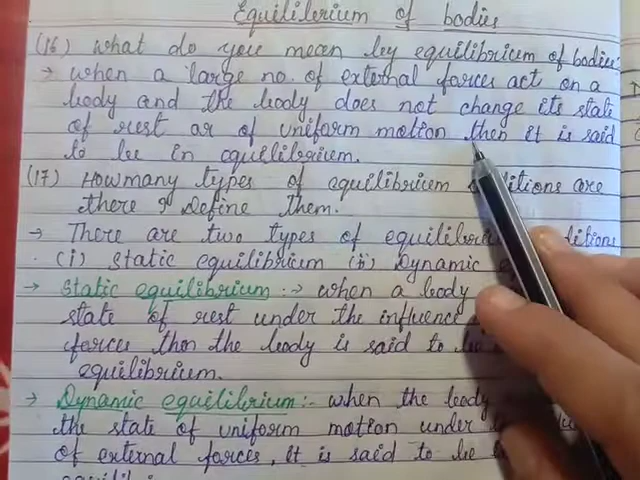 Equilibrium of bodies
(16) What do you mean by equilibrium of bodies.
→ when a large no. of external forces act on a
body and the body does not change its state
of rest or of uniform motion then it is said
to be in equilibrium.
(17) How many types of equilibrium are
there? Define them.
→ There are two types of equilibrium
(i) Static equilibrium (ii) Dynamic
→ Static equilibrium :→ when a body
state of rest under the influence
forces then the body is said to be
equilibrium.
→ Dynamic equilibrium :- when the body
the state of uniform motion under
of external forces, it is said to be